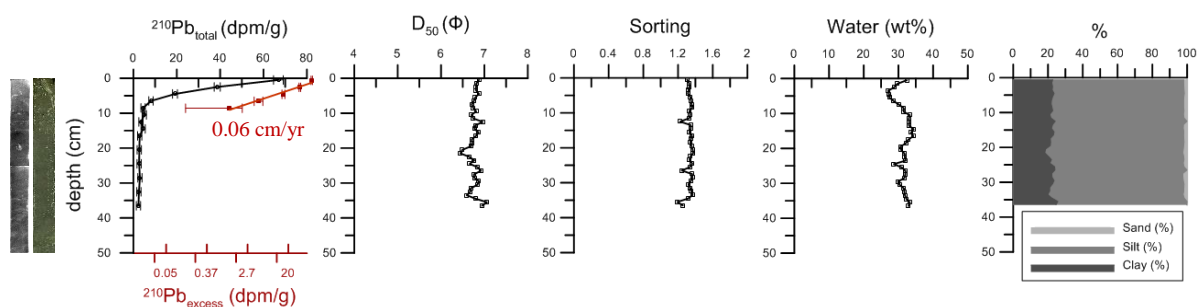 ²¹⁰Pb_total (dpm/g)
0 20 40 60 80
D₅₀ (Φ)
4 5 6 7 8
Sorting
0 0.4 0.8 1.2 1.6 2
Water (wt%)
0 10 20 30 40 50
%
0 20 40 60 80 100
depth (cm)
0
10
20
30
40
50
0.06 cm/yr
0.05 0.37 2.7 20
²¹⁰Pb_excess (dpm/g)
0
10
20
30
40
50
0
10
20
30
40
50
0
10
20
30
40
50
0
10
20
30
40
50
Sand (%)
Silt (%)
Clay (%)